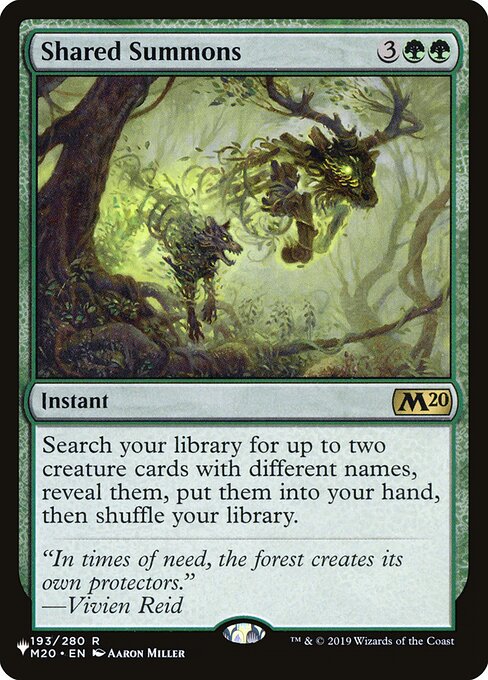 Shared Summons 3
Instant M20
Search your library for up to two
creature cards with different names,
reveal them, put them into your hand,
then shuffle your library.
“In times of need, the forest creates its
own protectors.”
—Vivien Reid
193/280 R
M20 • EN Aaron Miller
™ & © 2019 Wizards of the Coast